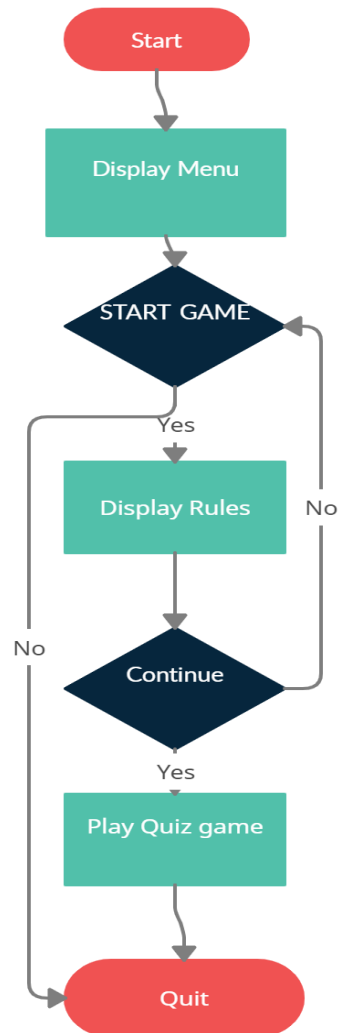 Start
Display Menu
START GAME
Yes
Display Rules
No
No
Continue
Yes
Play Quiz game
Quit